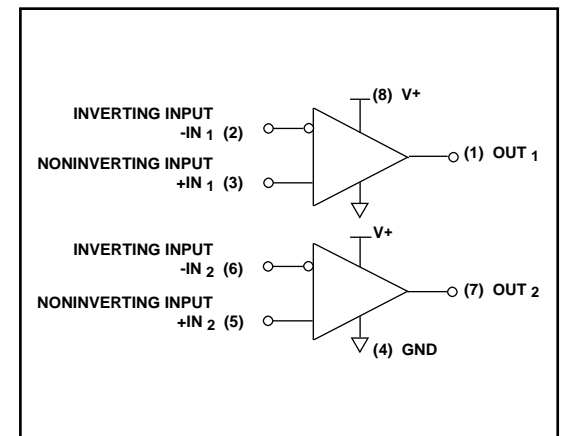 (8) V+
INVERTING INPUT
-IN 1 (2)
(1) OUT 1
NONINVERTING INPUT
+IN 1 (3)
V+
INVERTING INPUT
-IN 2 (6)
(7) OUT 2
NONINVERTING INPUT
+IN 2 (5)
(4) GND